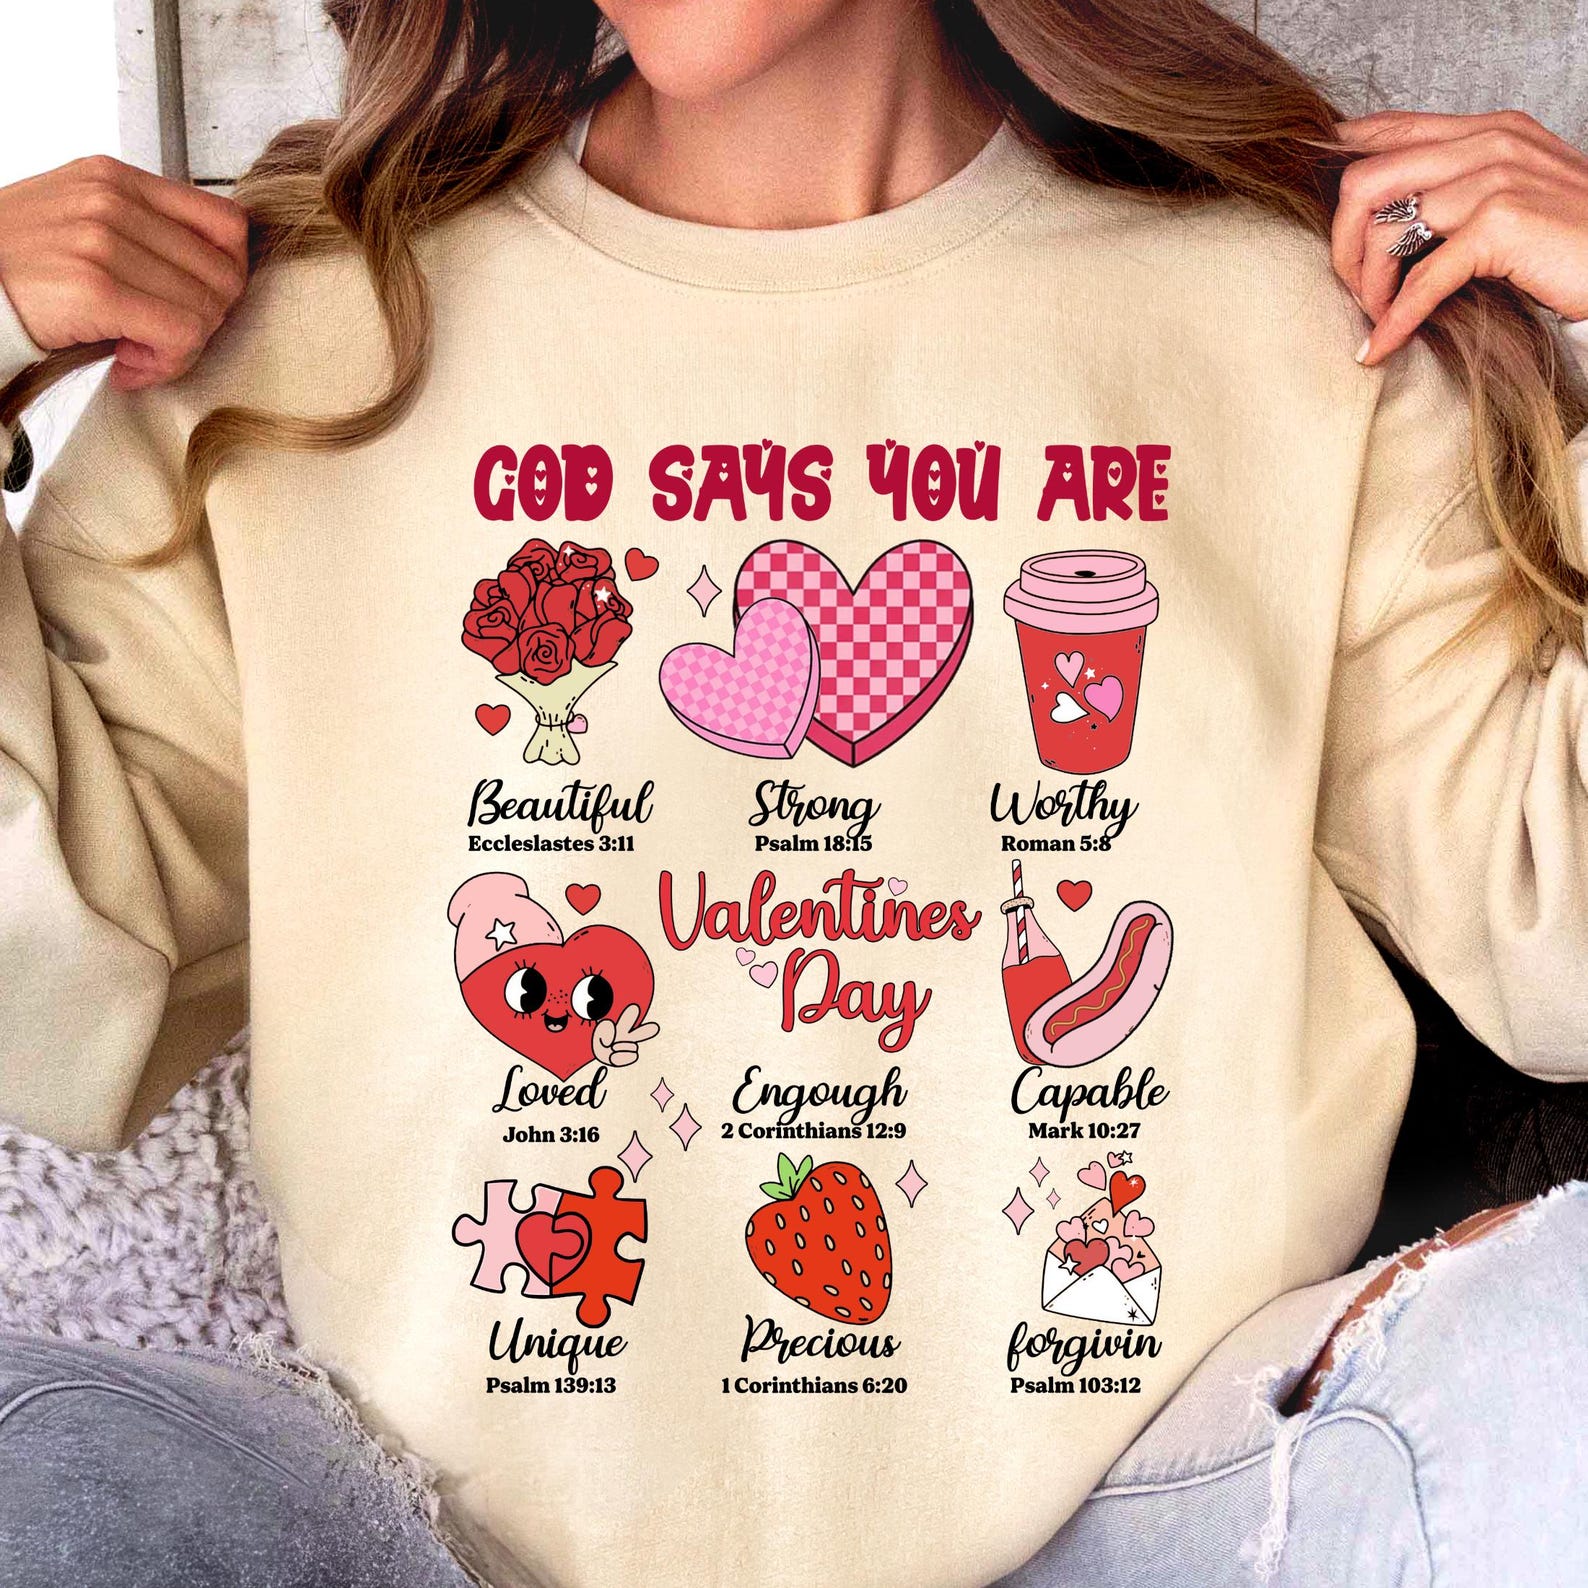 GOD SAYS YOU ARE
Beautiful
Strong
Worthy
Eccleslastes 3:11
Psalm 18:15
Roman 5:8
Valentines
Day
Loved
Engough
Capable
John 3:16
2 Corinthians 12:9
Mark 10:27
Unique
Precious
forgivin
Psalm 139:13
1 Corinthians 6:20
Psalm 103:12